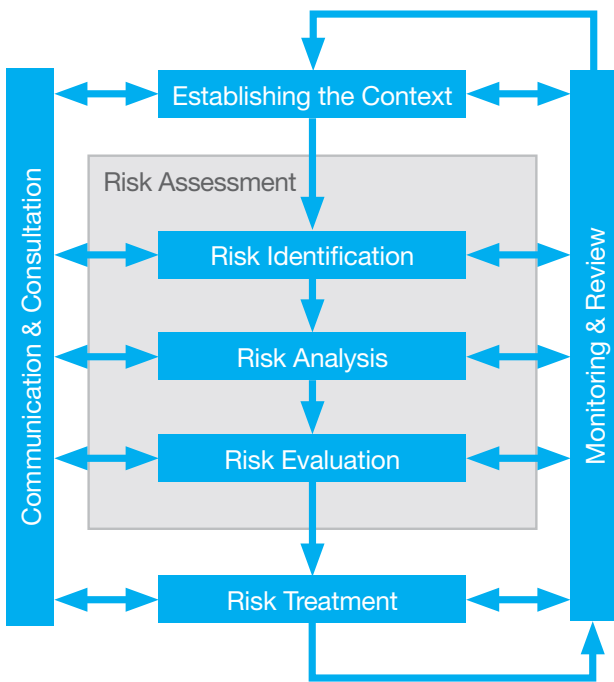 Establishing the Context
Risk Assessment
Risk Identification
Risk Analysis
Risk Evaluation
Risk Treatment
Communication & Consultation
Monitoring & Review